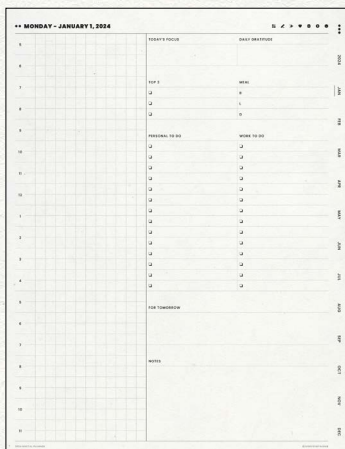 MONDAY - JANUARY 1, 2024
TODAY'S FOCUS
DAILY GRATITUDE
TOP 3
MEAL
B
L
D
PERSONAL TO DO
WORK TO DO
FOR TOMORROW
NOTES
5
6
7
8
9
10
11
12
1
2
3
4
5
6
7
8
9
10
11
2024
JAN
FEB
MAR
APR
MAY
JUN
JUL
AUG
SEP
OCT
NOV
DEC